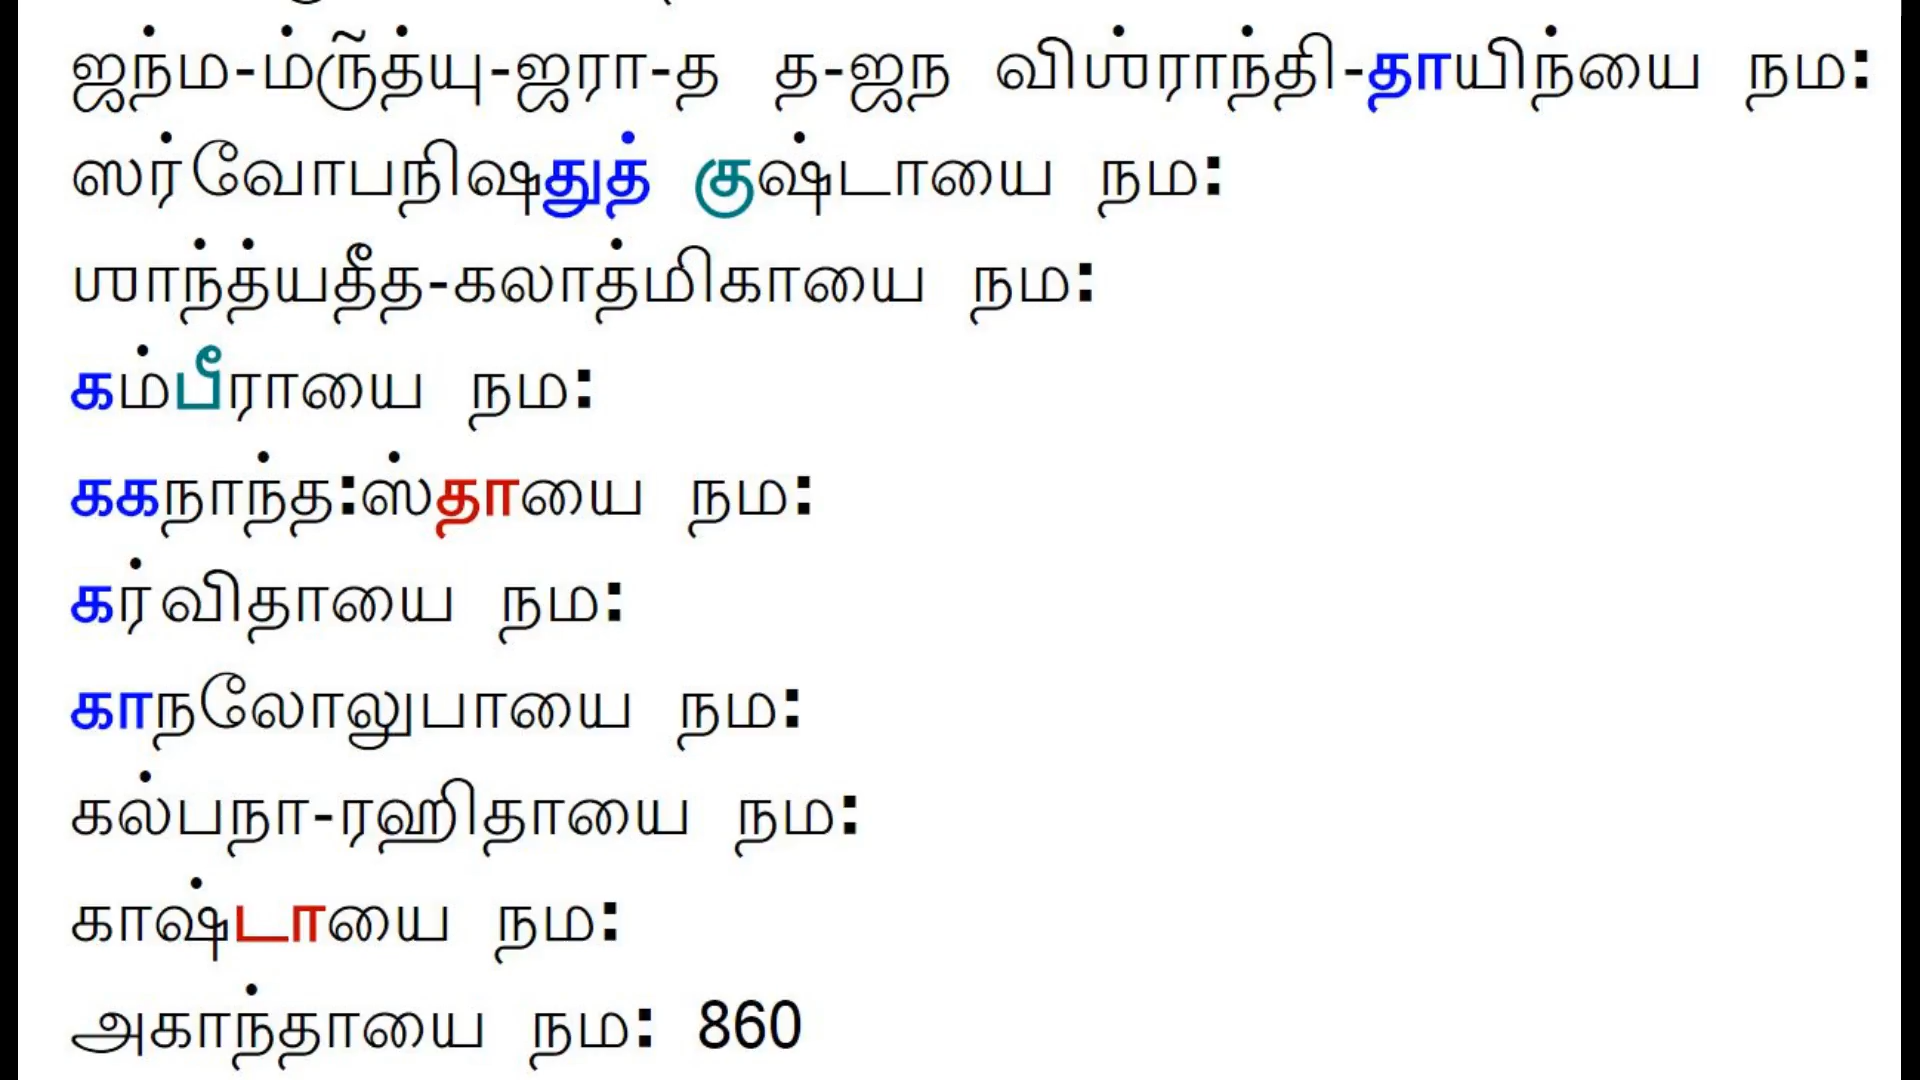 ஜந்ம-ம்ரு̃த்யு-ஜரா-த த-ஜந விஶ்ராந்தி-தாயிந்யை நம:
ஸர்வோபநிஷதுத் குஷ்டாயை நம:
ஶாந்த்யதீத-கலாத்மிகாயை நம:
கம்பீராயை நம:
ககநாந்த:ஸ்தாயை நம:
கர்விதாயை நம:
காநலோலுபாயை நம:
கல்பநா-ரஹிதாயை நம:
காஷ்டாயை நம:
அகாந்தாயை நம: 860